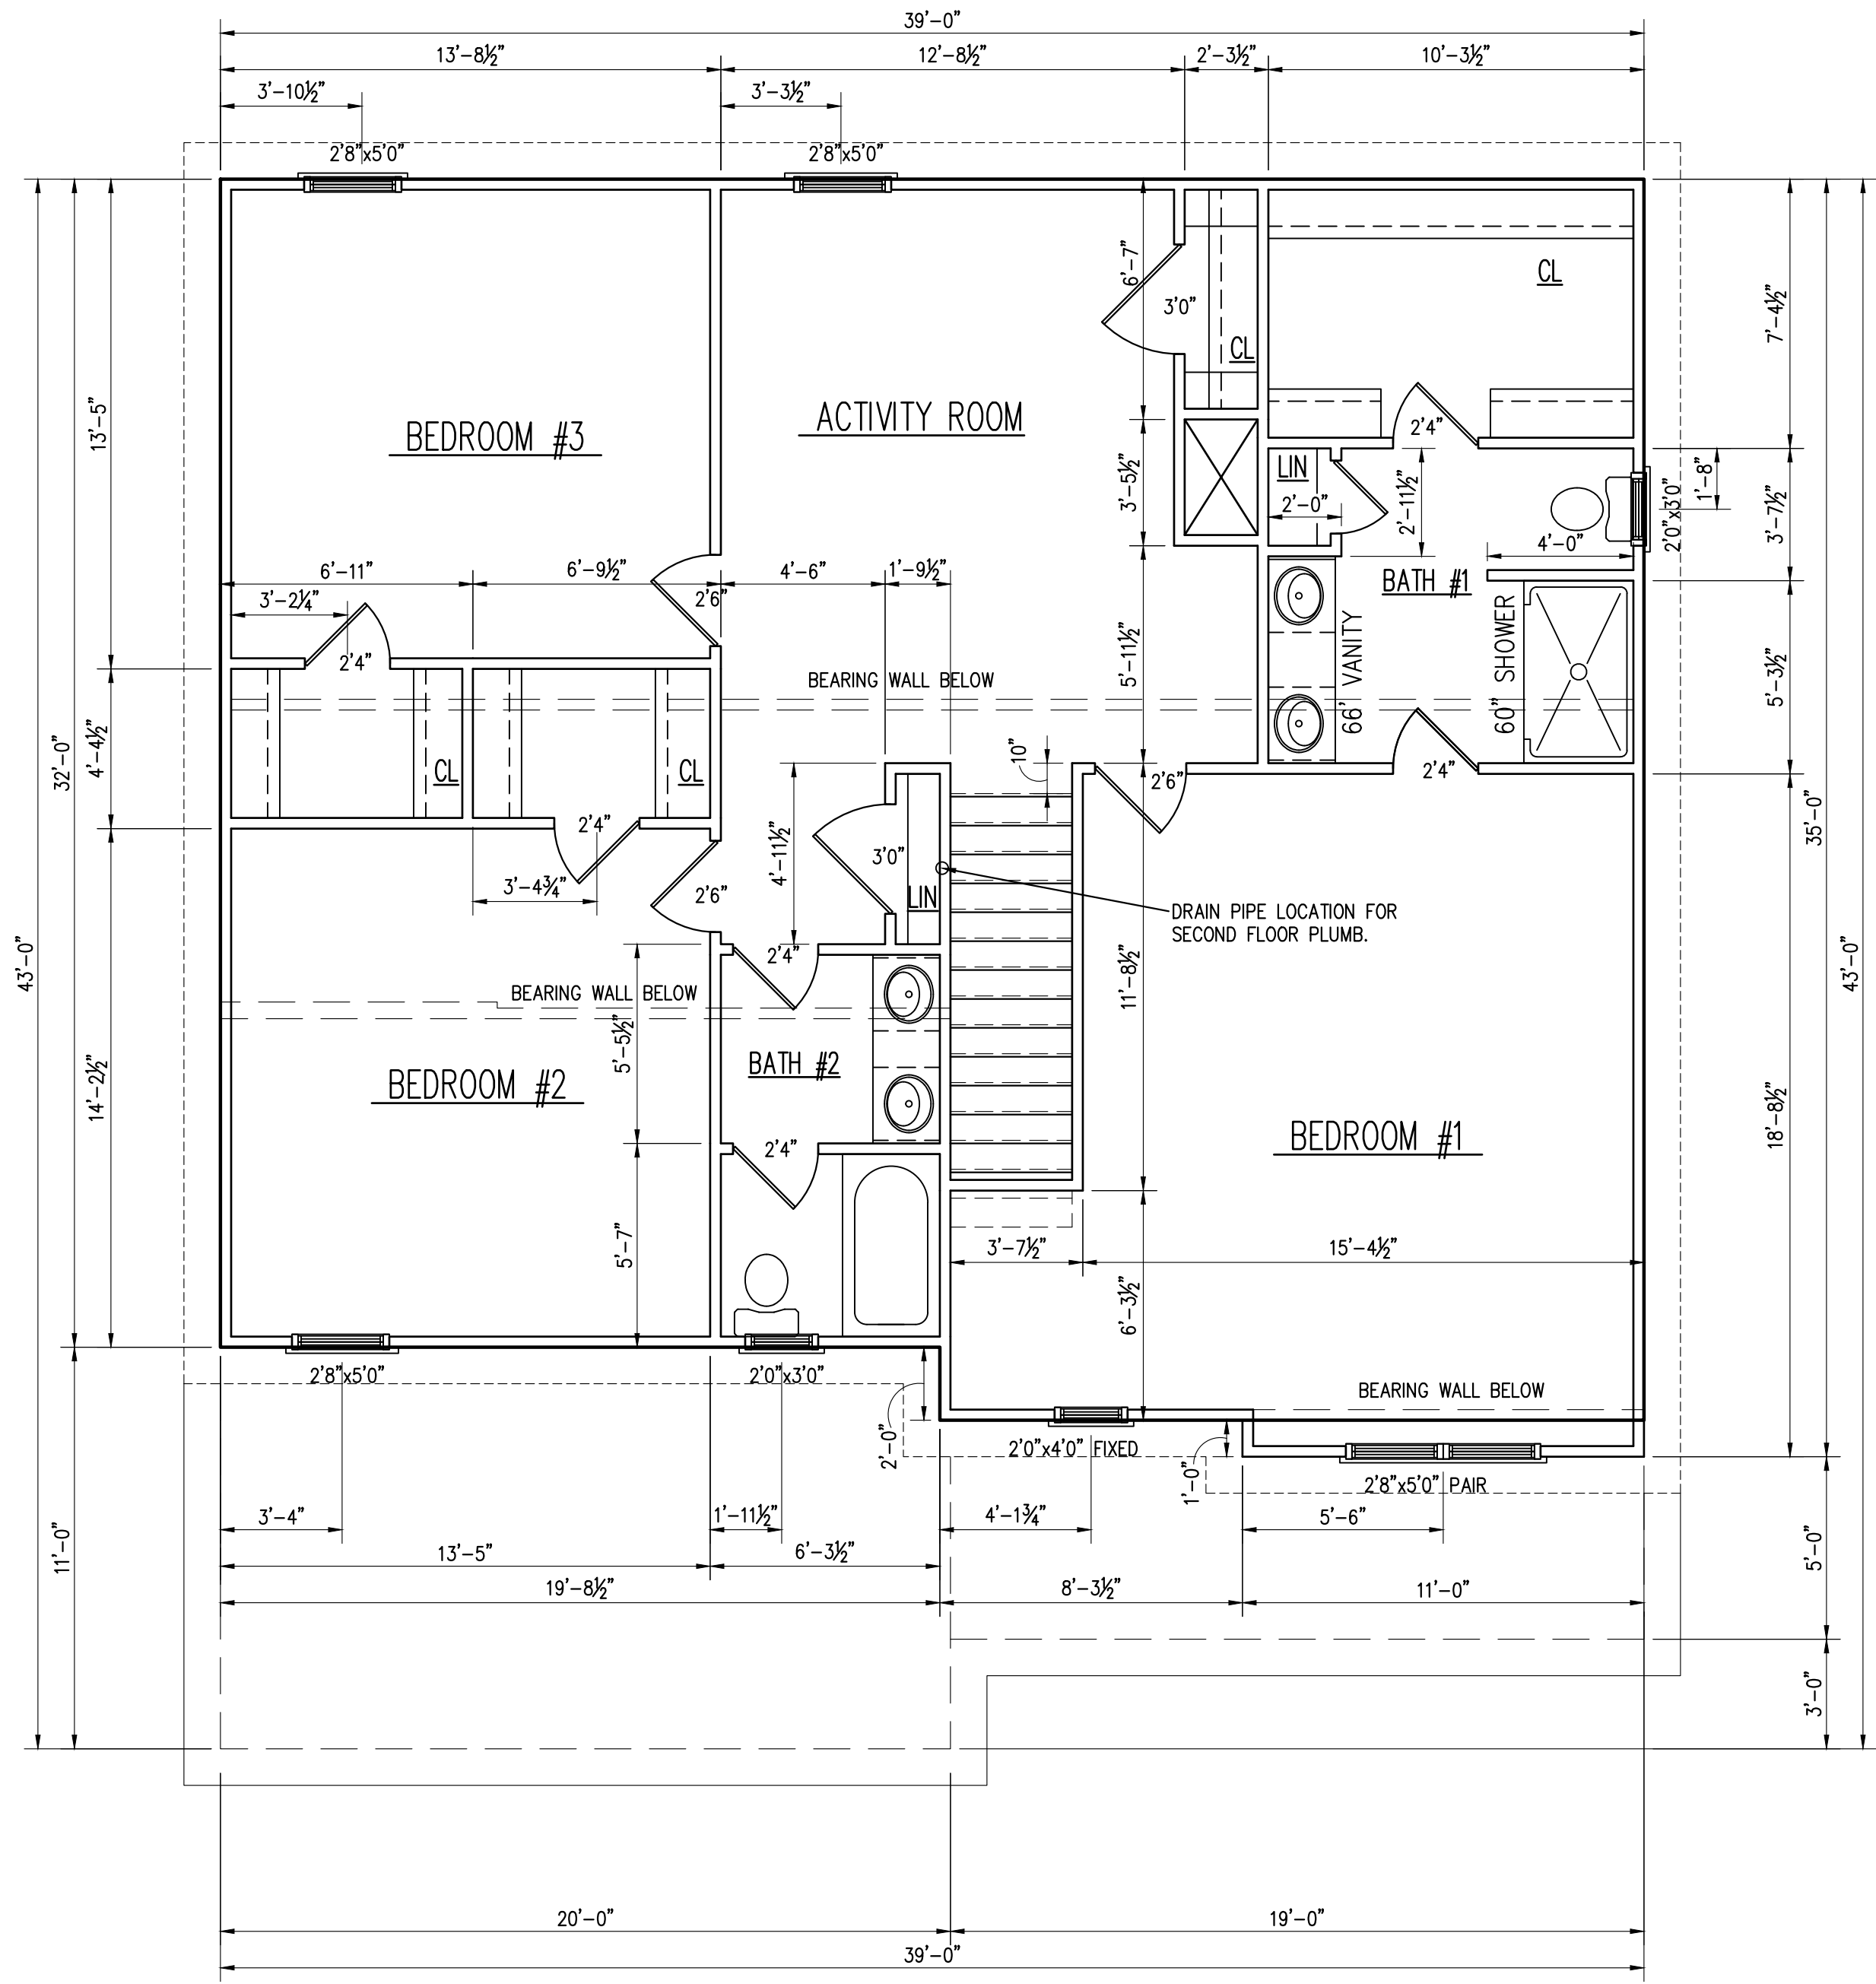 39'-0"
13'-8½" 12'-8½" 2'-3½" 10'-3½"
3'-10½" 3'-3½"
2'8"x5'0" 2'8"x5'0"
6'-7"
3'0"
CL
CL
7'-4½"
13'-5"
BEDROOM #3
ACTIVITY ROOM
2'4"
LIN
2'-0"
2'-11½"
3'-5½"
4'-0"
2'0"x3'0"
1'-8"
3'-7½"
6'-11" 6'-9½" 4'-6" 1'-9½"
3'-2¼"
2'6"
BATH #1
2'4"
5'-11½"
66' VANITY
60" SHOWER
5'-3½"
BEARING WALL BELOW
32'-0"
4'-4½"
CL
CL
10"
2'6"
2'4"
35'-0"
2'4"
4'-11½"
3'0"
3'-4¾"
2'6"
LIN
DRAIN PIPE LOCATION FOR
SECOND FLOOR PLUMB.
43'-0"
43'-0"
2'4"
11'-8½"
BEARING WALL BELOW
5'-5½"
BATH #2
14'-2½"
BEDROOM #2
2'4"
BEDROOM #1
18'-8½"
5'-7"
3'-7½" 15'-4½"
6'-3½"
2'8"x5'0" 2'0"x3'0"
BEARING WALL BELOW
2'-0"
2'0"x4'0" FIXED
1'-0"
2'8"x5'0" PAIR
3'-4" 1'-11½" 4'-1¾" 5'-6"
11'-0"
5'-0"
13'-5" 6'-3½"
19'-8½" 8'-3½" 11'-0"
3'-0"
20'-0" 19'-0"
39'-0"